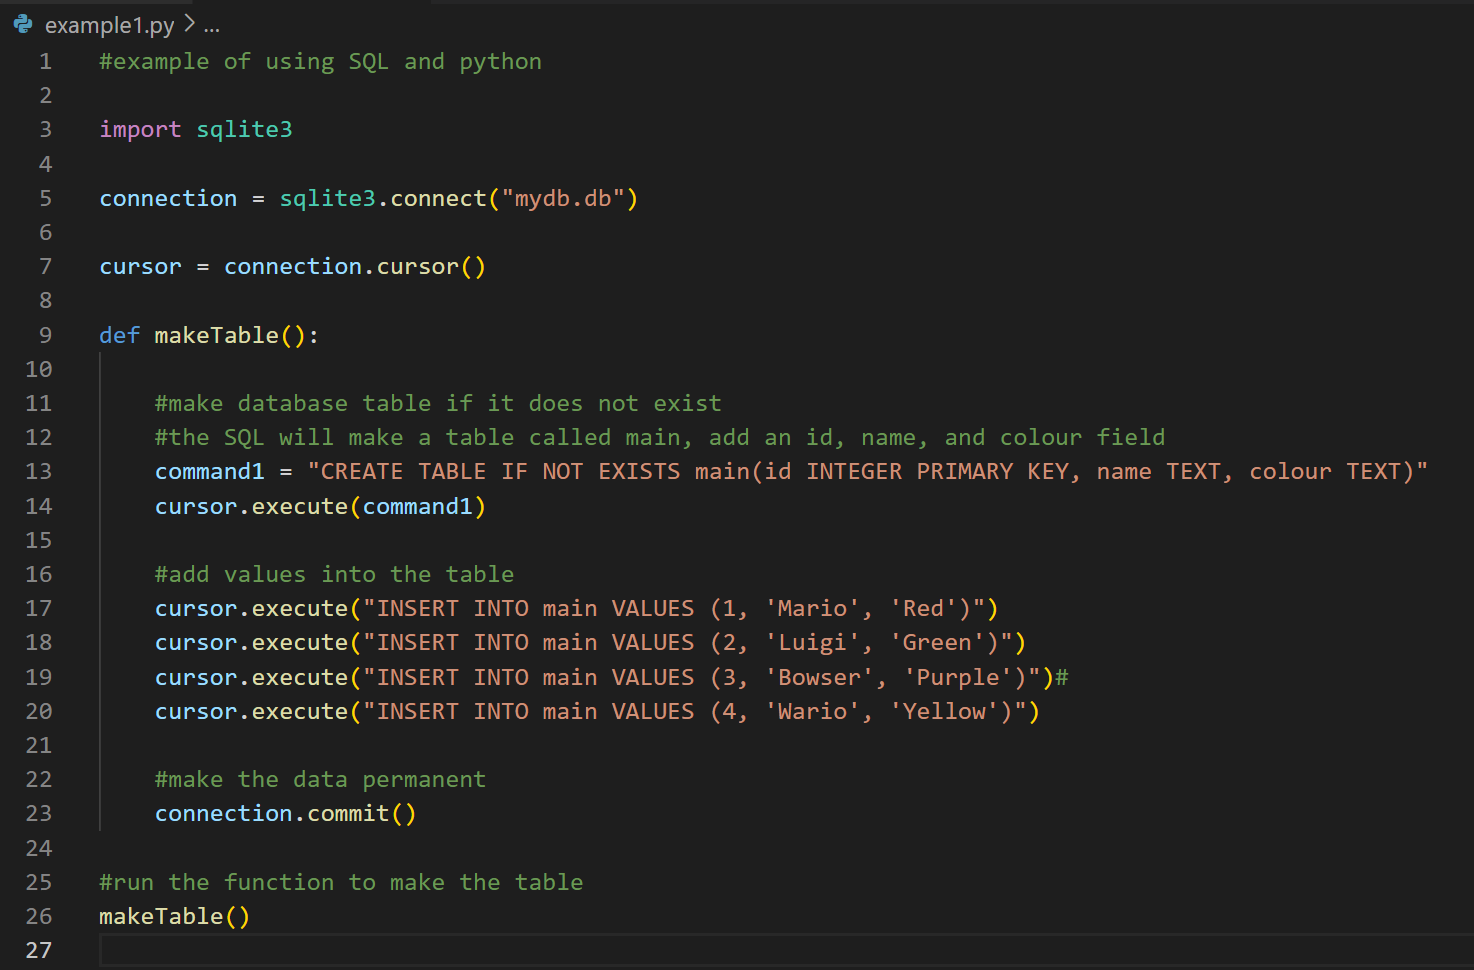 example1.py > ...
1 #example of using SQL and python
2
3 import sqlite3
4
5 connection = sqlite3.connect("mydb.db")
6
7 cursor = connection.cursor()
8
9 def makeTable():
10
11     #make database table if it does not exist
12     #the SQL will make a table called main, add an id, name, and colour field
13     command1 = "CREATE TABLE IF NOT EXISTS main(id INTEGER PRIMARY KEY, name TEXT, colour TEXT)"
14     cursor.execute(command1)
15
16     #add values into the table
17     cursor.execute("INSERT INTO main VALUES (1, 'Mario', 'Red')")
18     cursor.execute("INSERT INTO main VALUES (2, 'Luigi', 'Green')")
19     cursor.execute("INSERT INTO main VALUES (3, 'Bowser', 'Purple')")#
20     cursor.execute("INSERT INTO main VALUES (4, 'Wario', 'Yellow')")
21
22     #make the data permanent
23     connection.commit()
24
25 #run the function to make the table
26 makeTable()
27